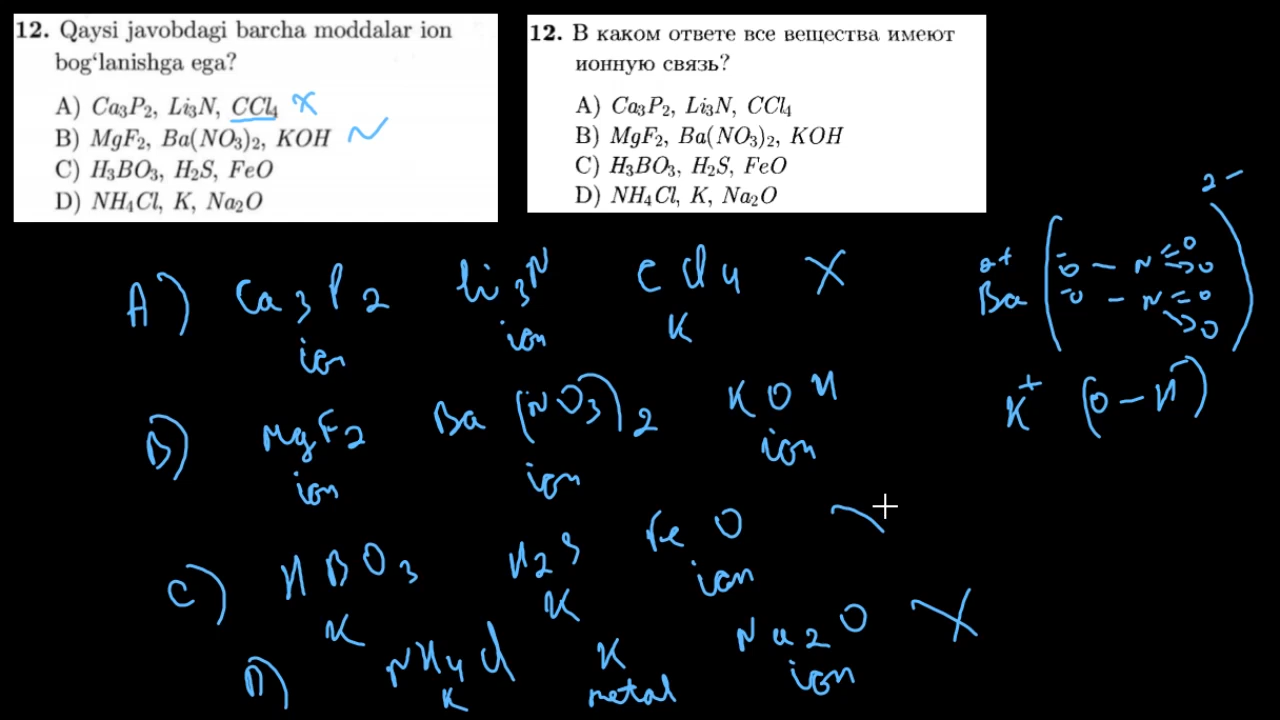 12. Qaysi javobdagi barcha moddalar ion
bog‘lanishga ega?
A) Ca₃P₂, Li₃N, CCl₄ X
B) MgF₂, Ba(NO₃)₂, KOH
C) H₃BO₃, H₂S, FeO
D) NH₄Cl, K, Na₂O
12. В каком ответе все вещества имеют
ионную связь?
A) Ca₃P₂, Li₃N, CCl₄
B) MgF₂, Ba(NO₃)₂, KOH
C) H₃BO₃, H₂S, FeO
D) NH₄Cl, K, Na₂O
A) Ca₃P₂ Li₃N CCl₄ X
ion ion K
B) MgF₂ Ba(NO₃)₂ KOH
ion ion ion
C) HBO₃ H₂S FeO
K K ion
D) NH₄Cl K Na₂O X
K metal ion
2-
2+
Ba
⁻O - N = O → O
⁻O - N = O
→ O
K⁺ (O - H)⁻